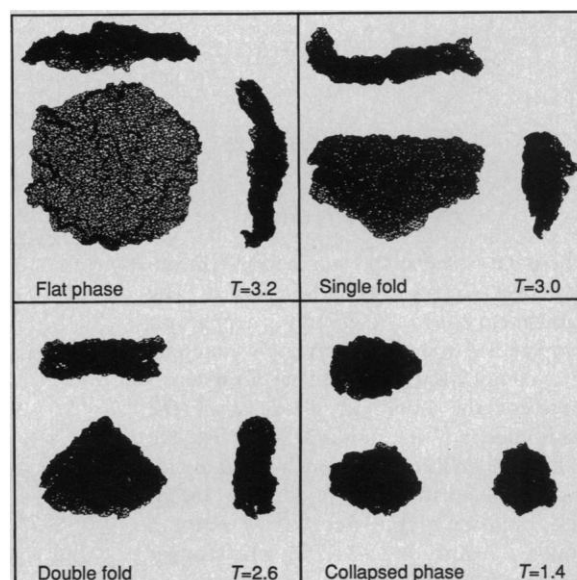 Flat phase T=3.2
Single fold T=3.0
Double fold T=2.6
Collapsed phase T=1.4